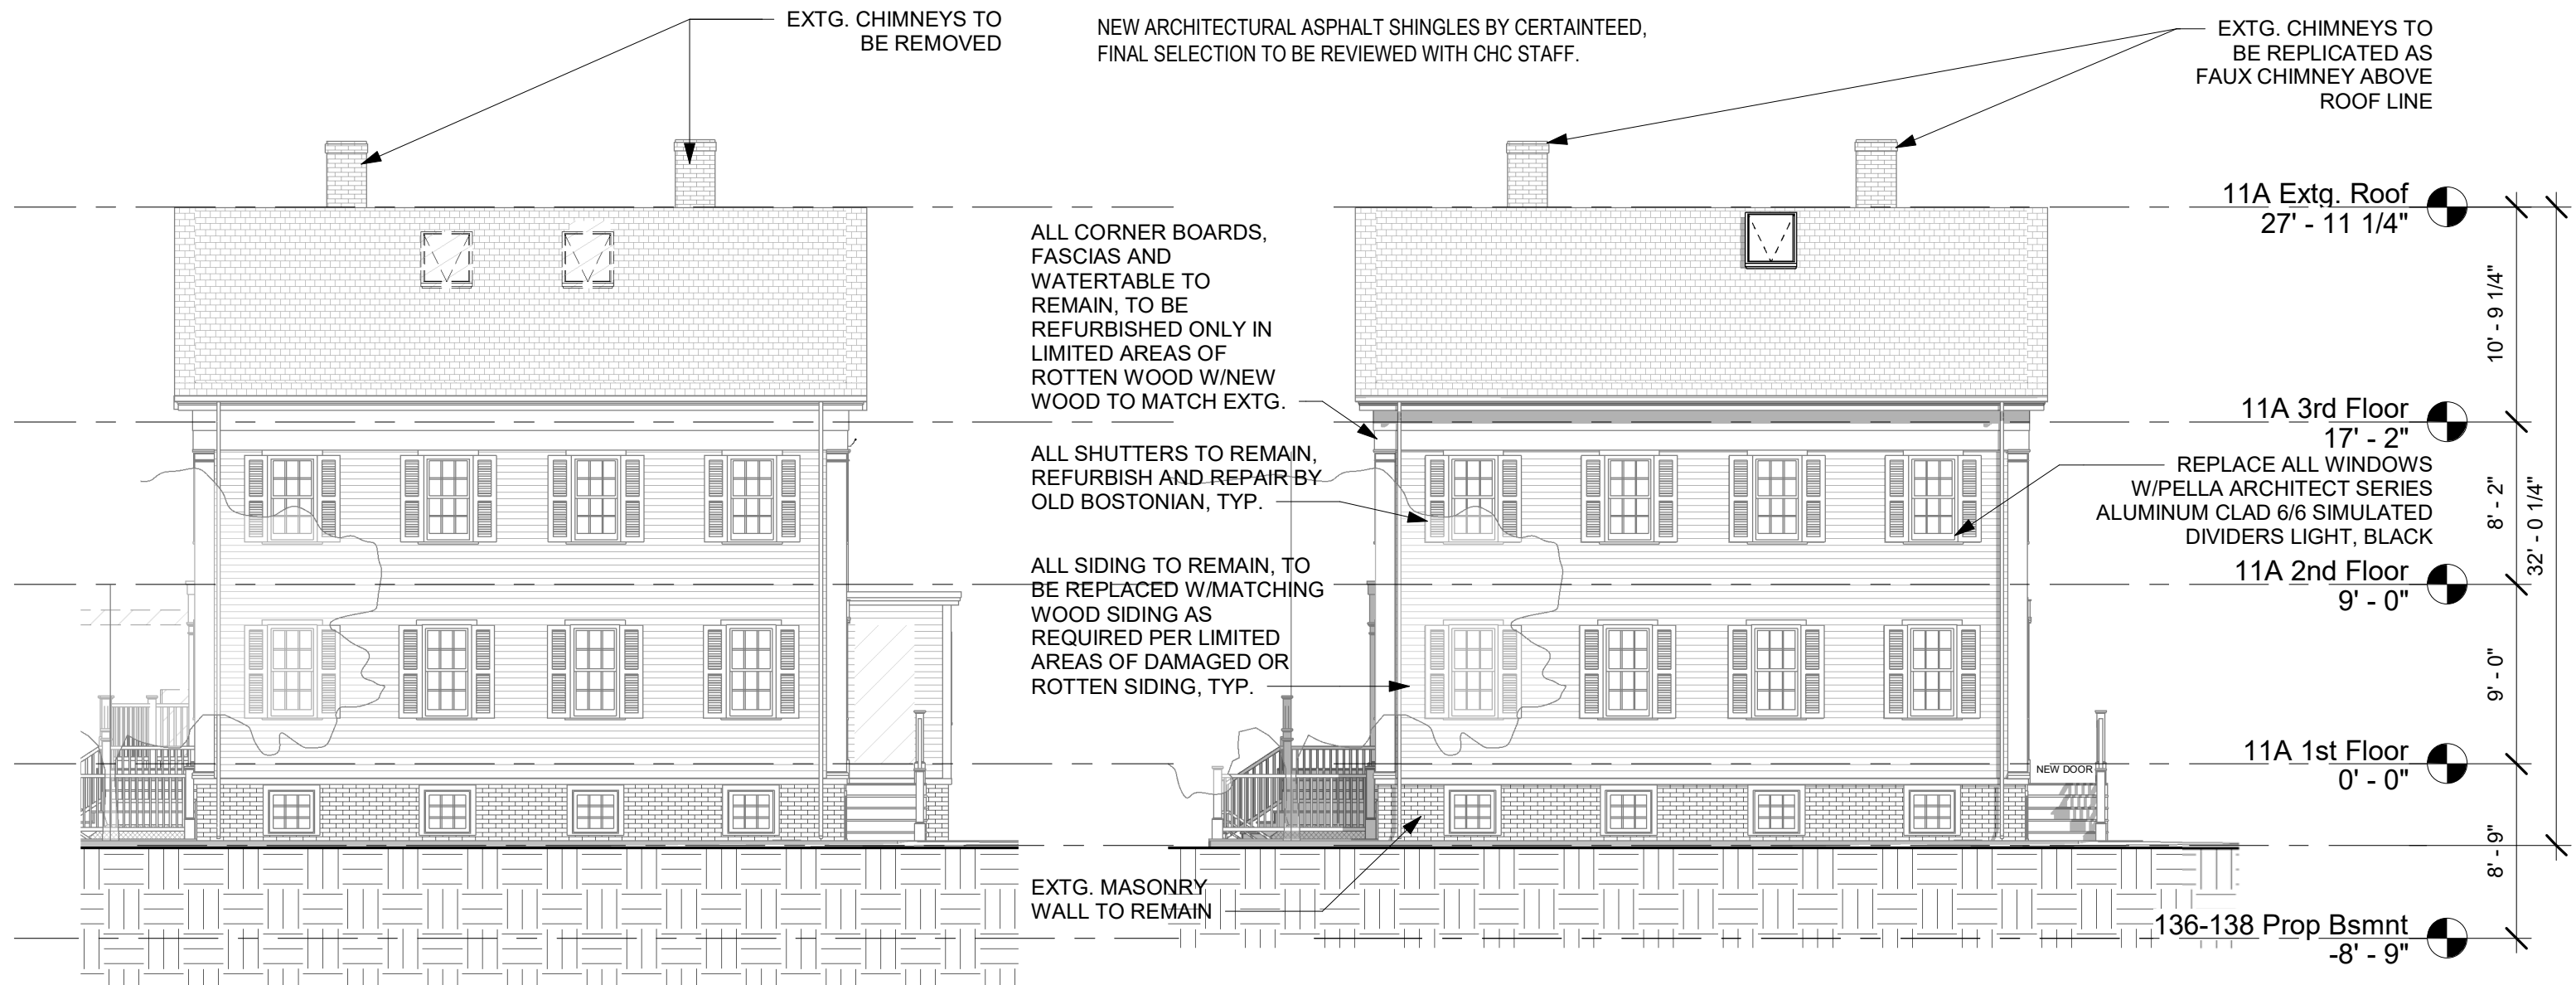 EXTG. CHIMNEYS TO
BE REMOVED
NEW ARCHITECTURAL ASPHALT SHINGLES BY CERTAINTEED,
FINAL SELECTION TO BE REVIEWED WITH CHC STAFF.
EXTG. CHIMNEYS TO
BE REPLICATED AS
FAUX CHIMNEY ABOVE
ROOF LINE
ALL CORNER BOARDS,
FASCIAS AND
WATERTABLE TO
REMAIN, TO BE
REFURBISHED ONLY IN
LIMITED AREAS OF
ROTTEN WOOD W/NEW
WOOD TO MATCH EXTG.
ALL SHUTTERS TO REMAIN,
REFURBISH AND REPAIR BY
OLD BOSTONIAN, TYP.
ALL SIDING TO REMAIN, TO
BE REPLACED W/MATCHING
WOOD SIDING AS
REQUIRED PER LIMITED
AREAS OF DAMAGED OR
ROTTEN SIDING, TYP.
EXTG. MASONRY
WALL TO REMAIN
11A Extg. Roof
27' - 11 1/4"
10' - 9 1/4"
11A 3rd Floor
17' - 2"
REPLACE ALL WINDOWS
W/PELLA ARCHITECT SERIES
ALUMINUM CLAD 6/6 SIMULATED
DIVIDERS LIGHT, BLACK
8' - 2"
32' - 0 1/4"
11A 2nd Floor
9' - 0"
9' - 0"
11A 1st Floor
0' - 0"
NEW DOOR
8' - 9"
136-138 Prop Bsmnt
-8' - 9"